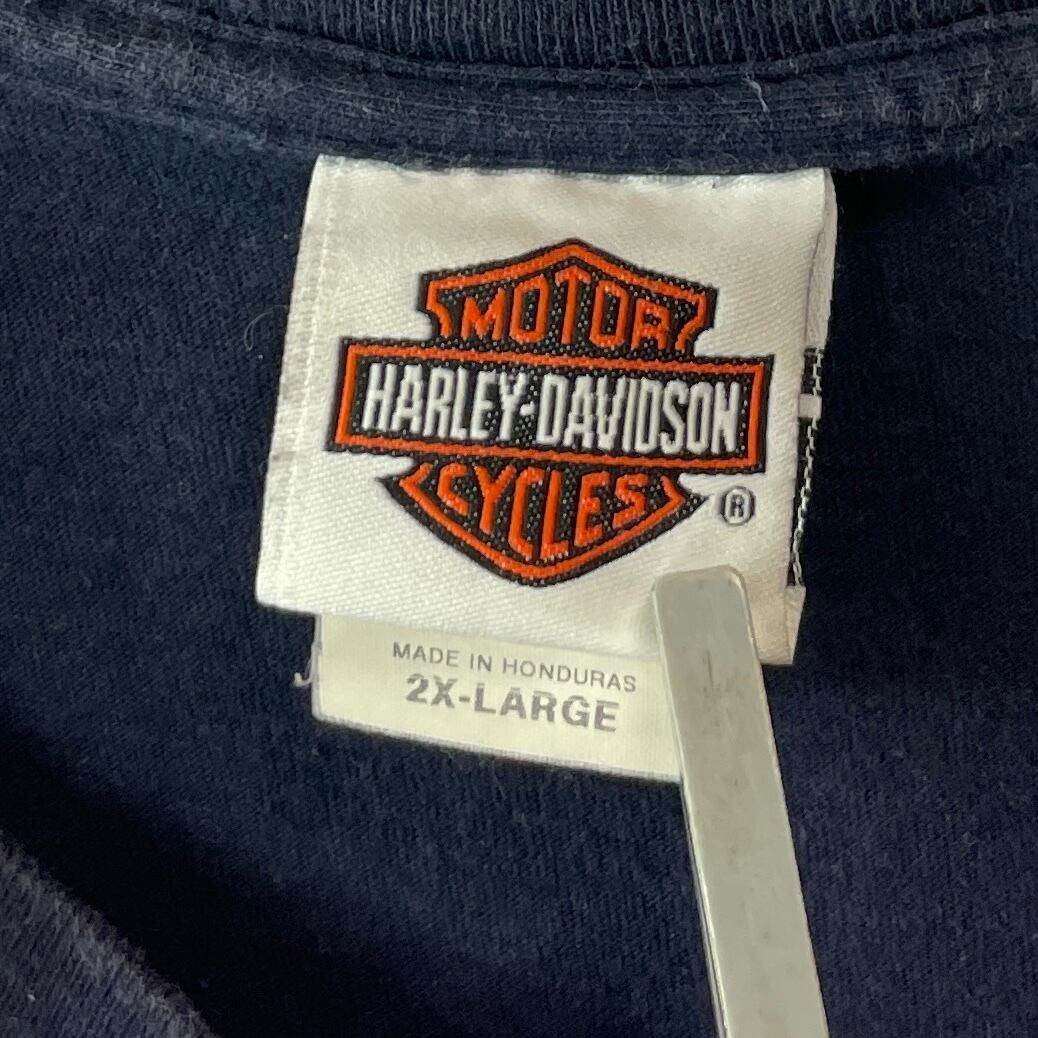 MOTOR
HARLEY-DAVIDSON
CYCLES
®
MADE IN HONDURAS
2X-LARGE